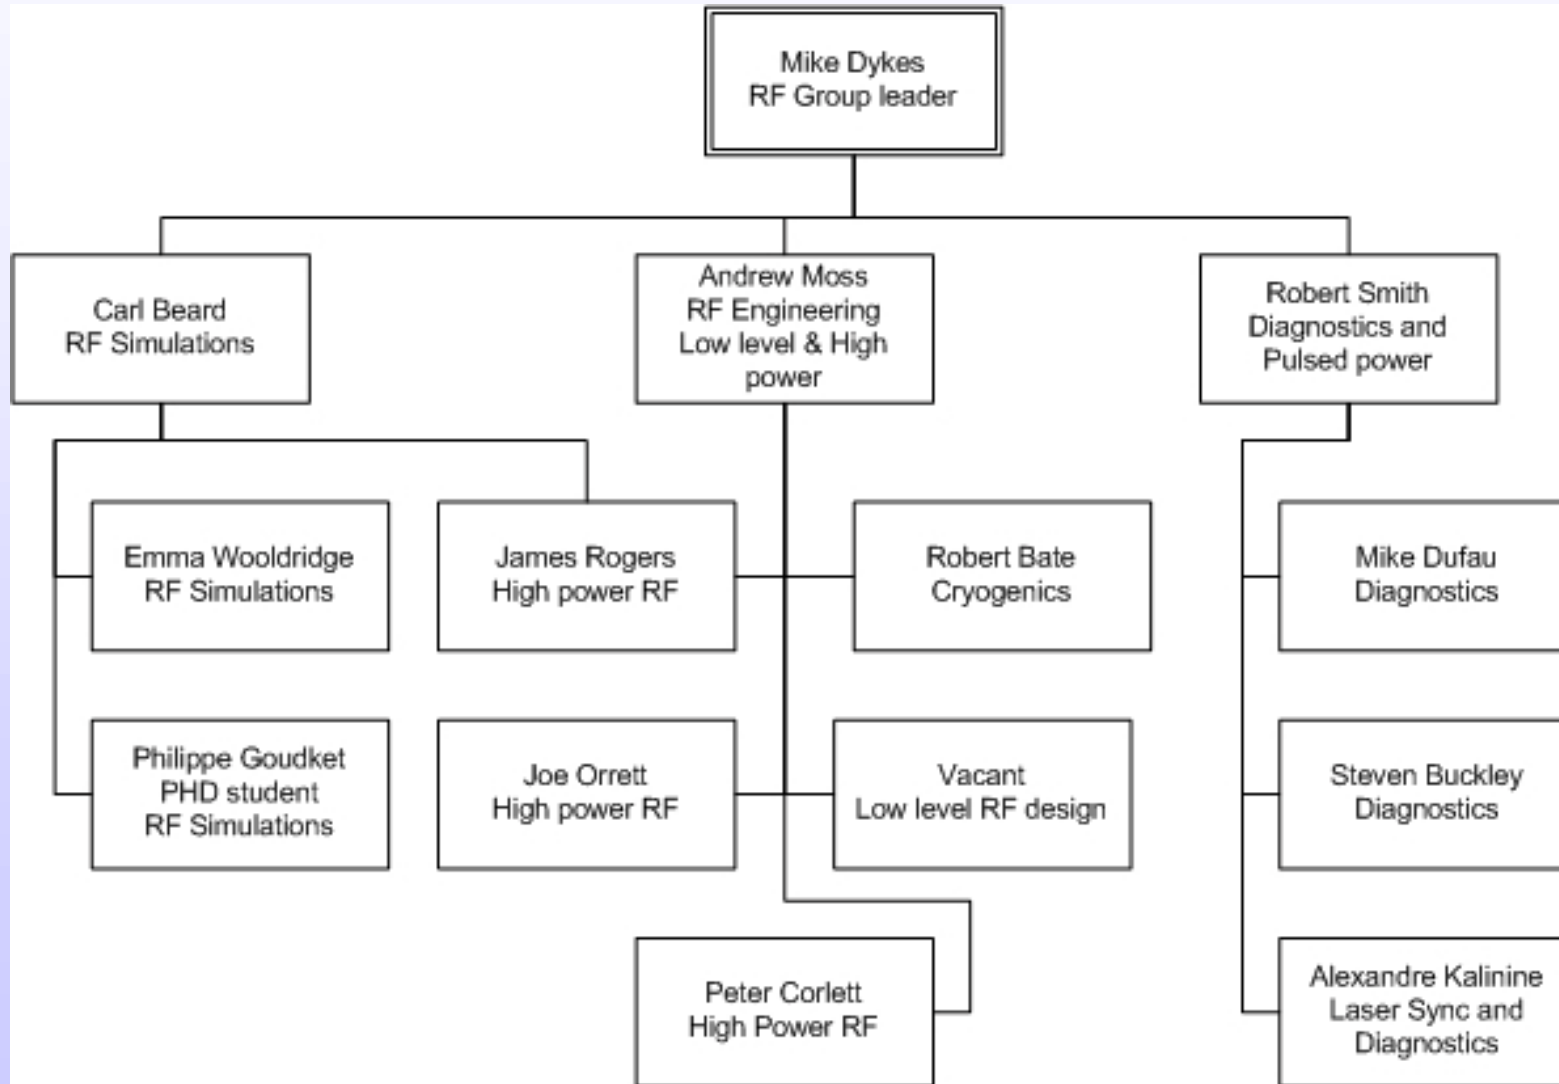 Mike Dykes
RF Group leader
Carl Beard
RF Simulations
Andrew Moss
RF Engineering
Low level & High
power
Robert Smith
Diagnostics and
Pulsed power
Emma Wooldridge
RF Simulations
James Rogers
High power RF
Robert Bate
Cryogenics
Mike Dufau
Diagnostics
Philippe Goudket
PHD student
RF Simulations
Joe Orrett
High power RF
Vacant
Low level RF design
Steven Buckley
Diagnostics
Peter Corlett
High Power RF
Alexandre Kalinine
Laser Sync and
Diagnostics